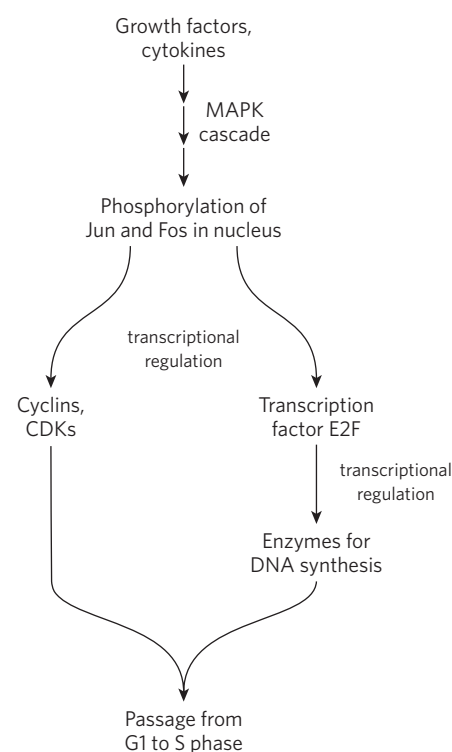 Growth factors,
cytokines
MAPK
cascade
Phosphorylation of
Jun and Fos in nucleus
transcriptional
regulation
Cyclins,
CDKs
Transcription
factor E2F
transcriptional
regulation
Enzymes for
DNA synthesis
Passage from
G1 to S phase